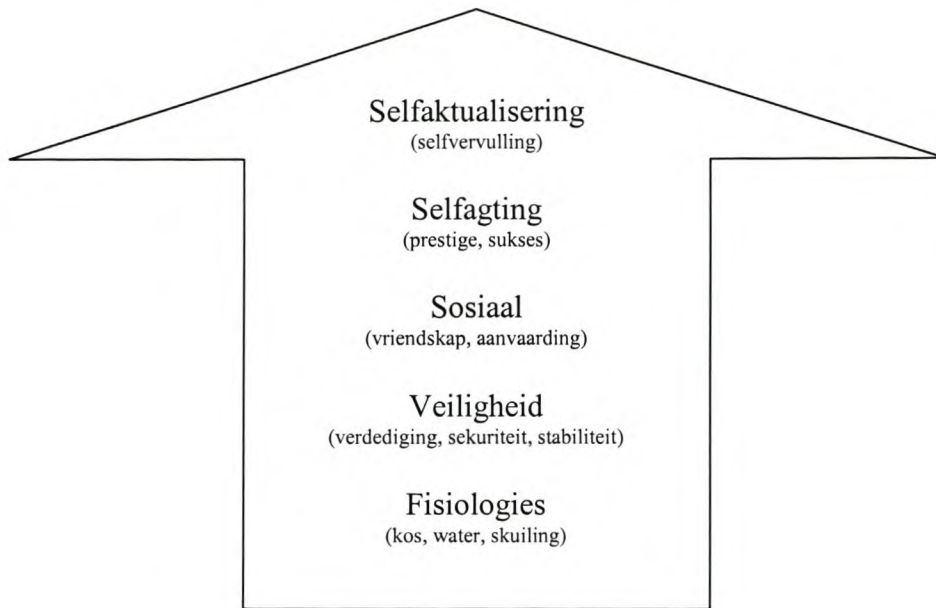 Selfaktualisering
(selfvervulling)
Selfagting
(prestige, sukses)
Sosiaal
(vriendskap, aanvaarding)
Veiligheid
(verdediging, sekuriteit, stabiliteit)
Fisiologies
(kos, water, skuiling)